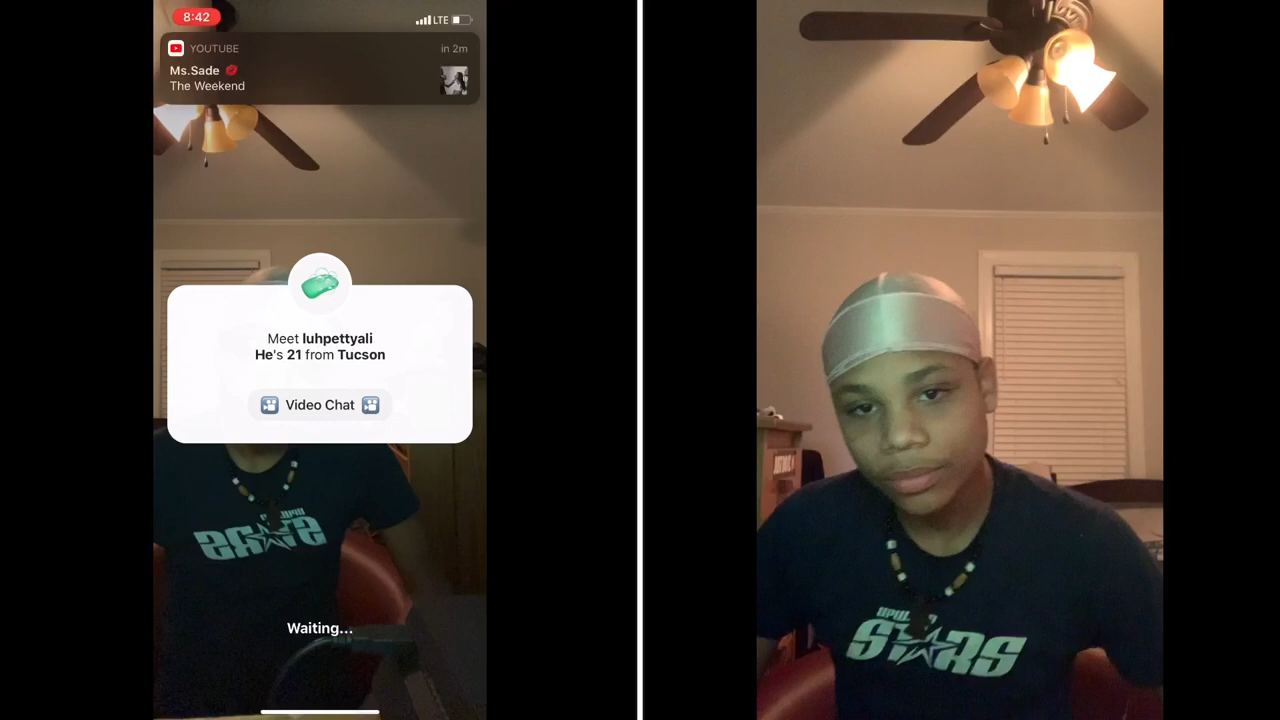 8:42
LTE
YOUTUBE
in 2m
Ms.Sade 💋
The Weekend
Meet luhpettyali
He's 21 from Tucson
Video Chat
STARS
Waiting...
STARS